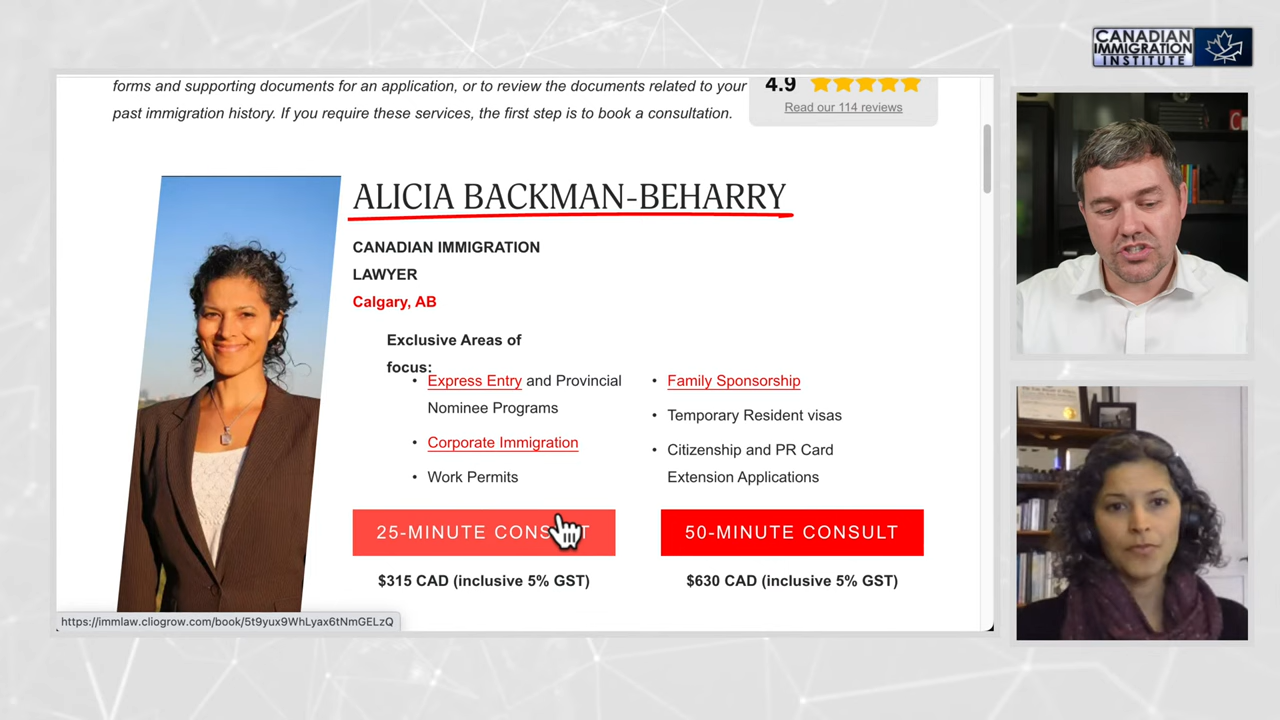 CANADIAN
IMMIGRATION
INSTITUTE
forms and supporting documents for an application, or to review the documents related to your
past immigration history. If you require these services, the first step is to book a consultation.
4.9
Read our 114 reviews
ALICIA BACKMAN-BEHARRY
CANADIAN IMMIGRATION
LAWYER
Calgary, AB
Exclusive Areas of
focus:
• Express Entry and Provincial
Nominee Programs
• Corporate Immigration
• Work Permits
• Family Sponsorship
• Temporary Resident visas
• Citizenship and PR Card
Extension Applications
25-MINUTE CONSULT
$315 CAD (inclusive 5% GST)
50-MINUTE CONSULT
$630 CAD (inclusive 5% GST)
https://immlaw.cliogrow.com/book/5t9yux9WhLyax6tNmGELzQ